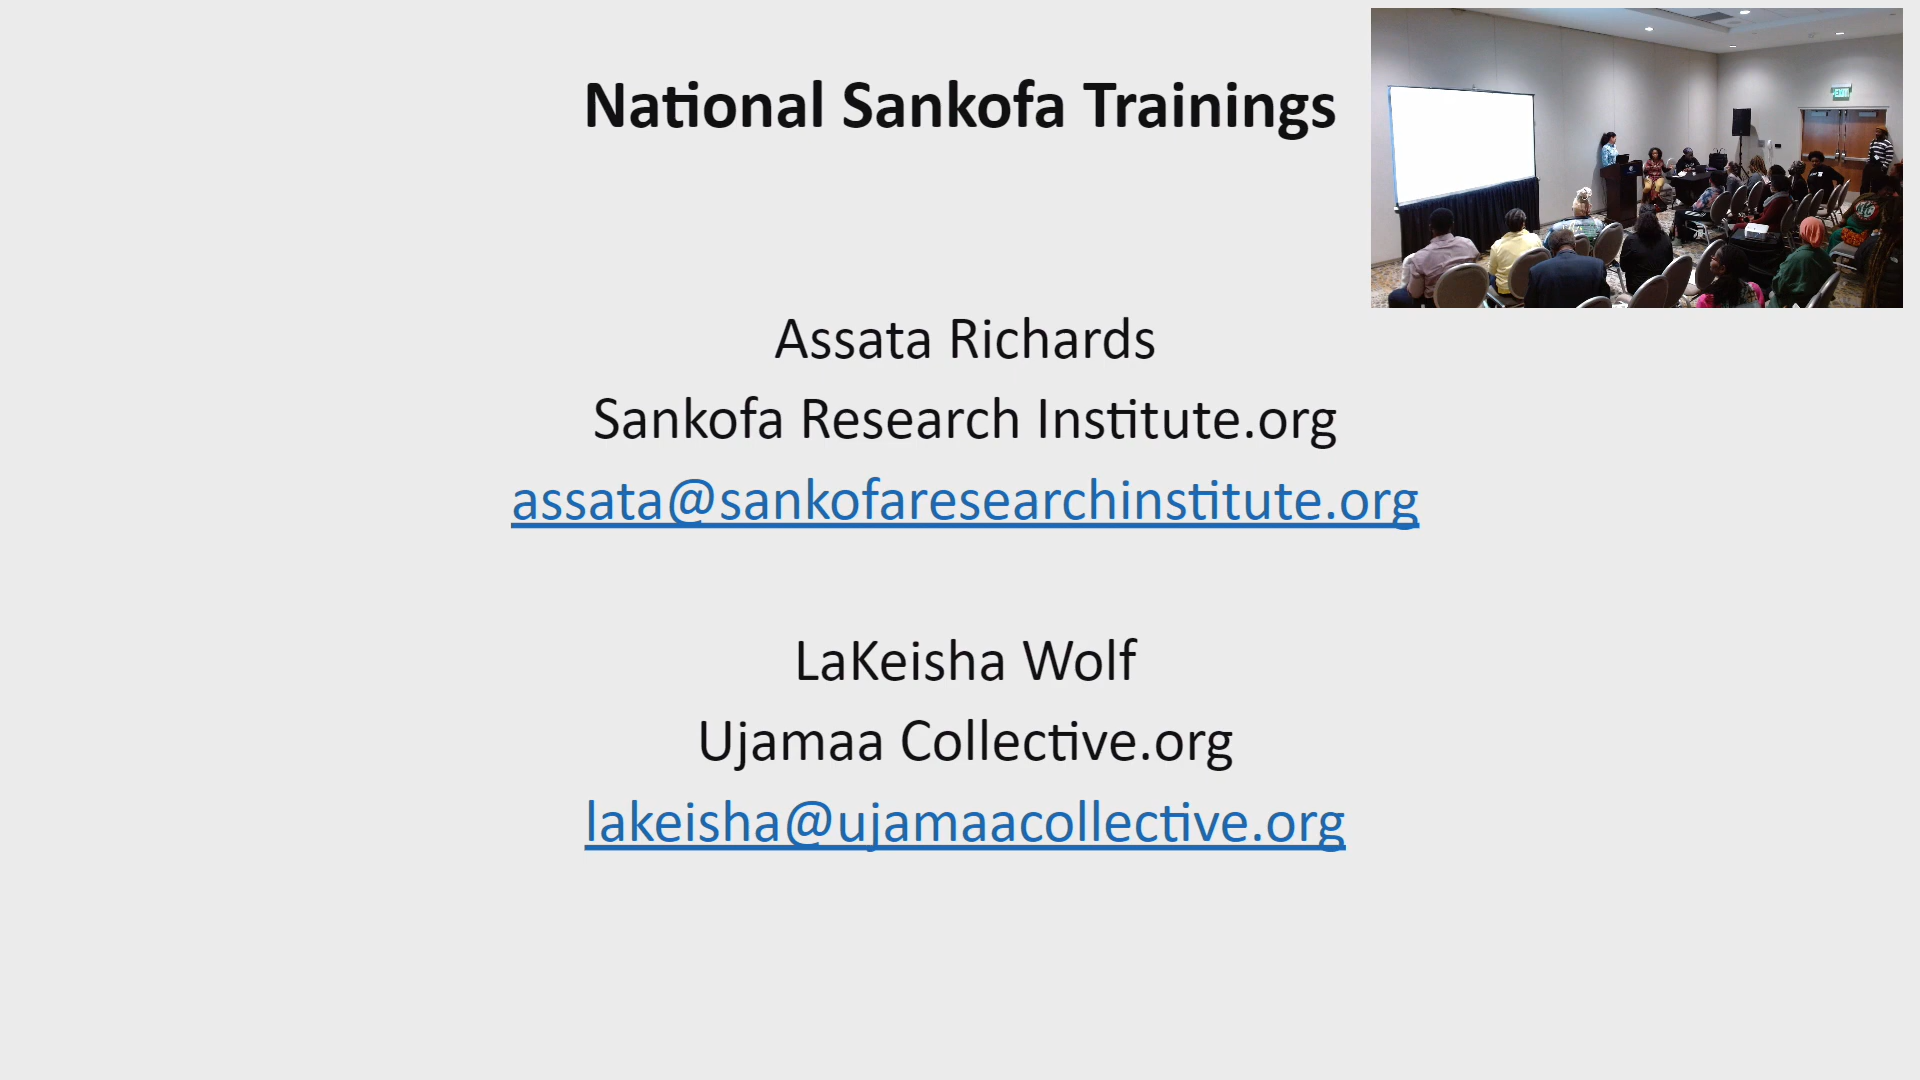 National Sankofa Trainings
EXIT
Assata Richards
Sankofa Research Institute.org
assata@sankofaresearchinstitute.org
LaKeisha Wolf
Ujamaa Collective.org
lakeisha@ujamaacollective.org